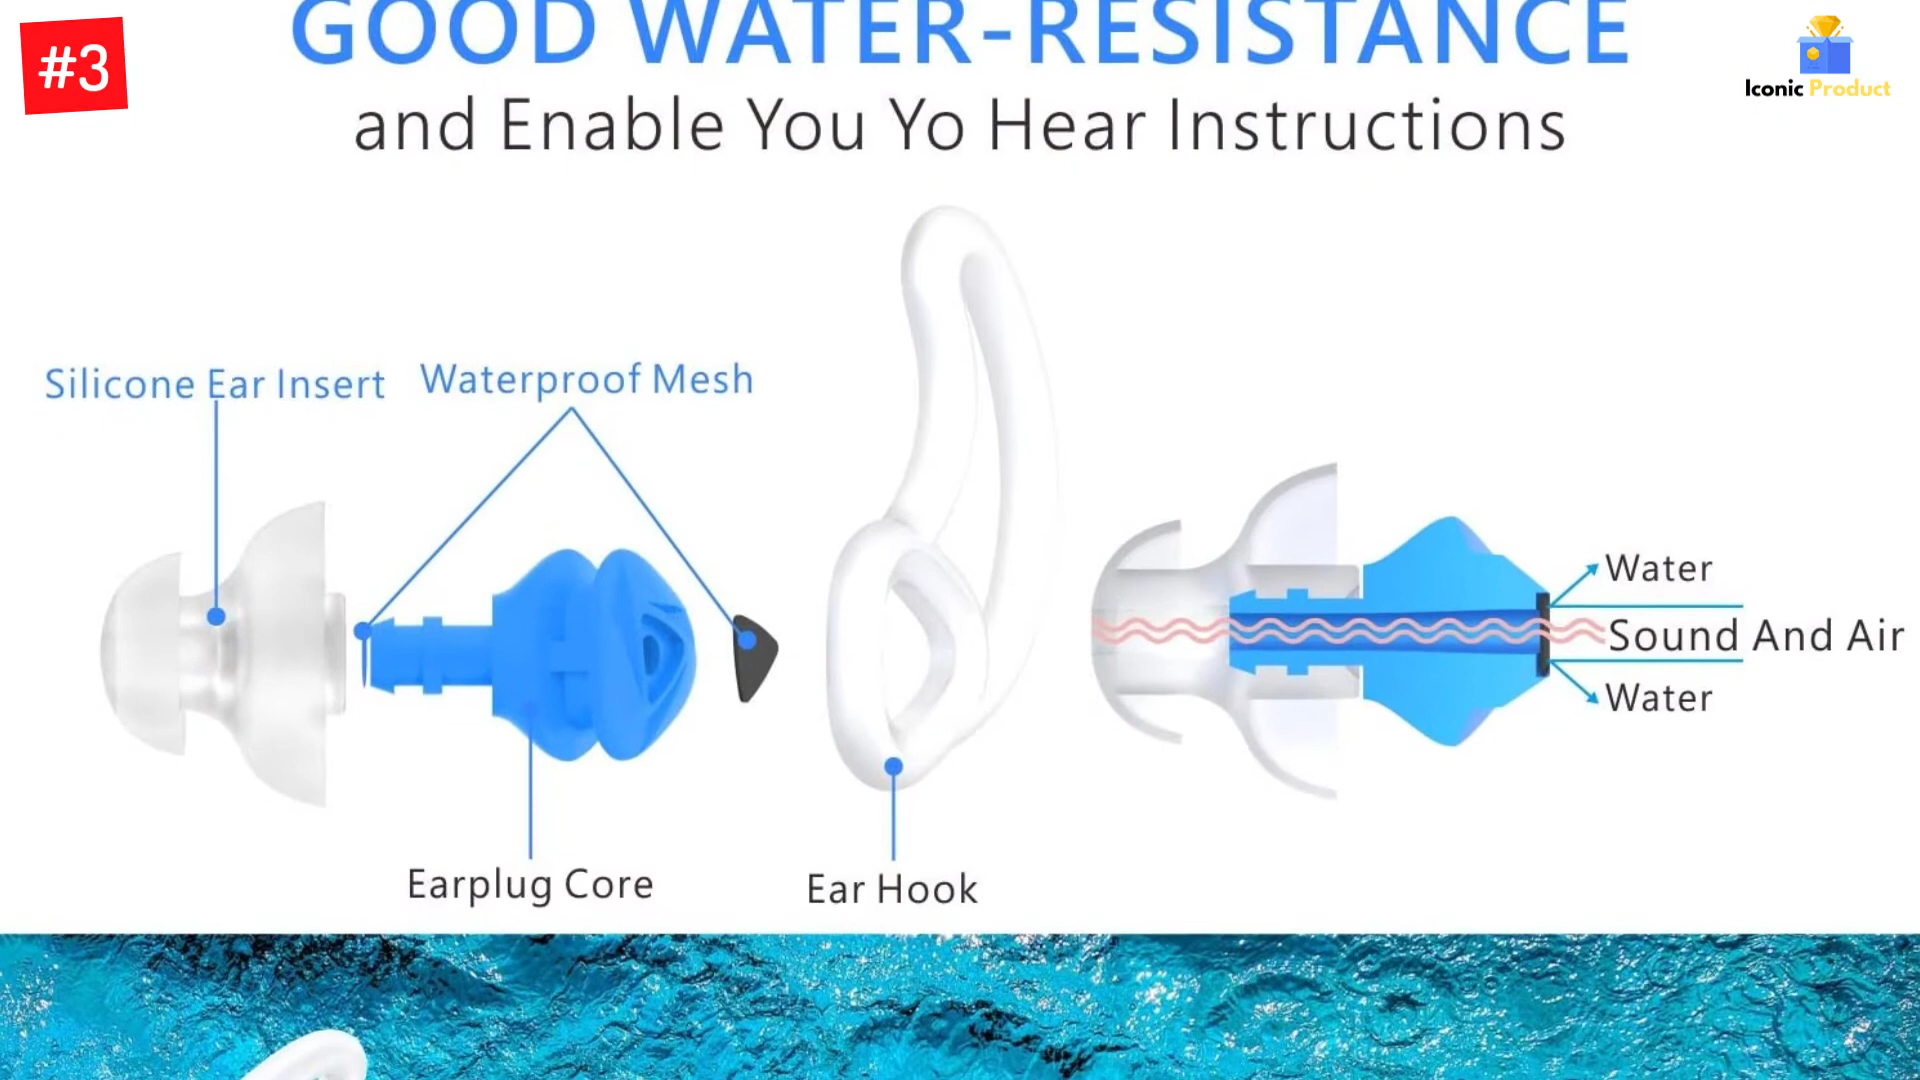 #3
GOOD WATER-RESISTANCE
and Enable You Yo Hear Instructions
Iconic Product
Silicone Ear Insert
Waterproof Mesh
Water
Sound And Air
Water
Earplug Core
Ear Hook